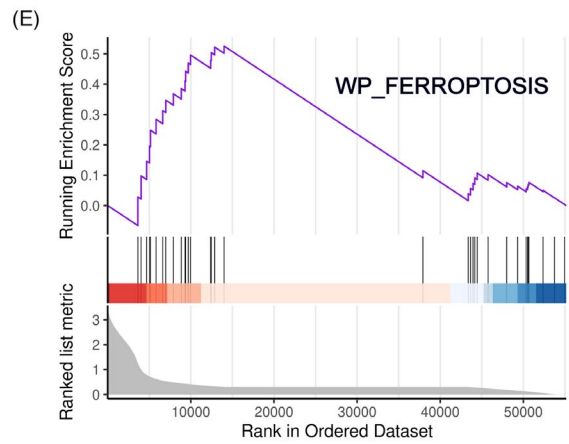 (E)
Running Enrichment Score
0.5
0.4
0.3
0.2
0.1
0.0
WP_FERROPTOSIS
Ranked list metric
3
2
1
0
10000 20000 30000 40000 50000
Rank in Ordered Dataset